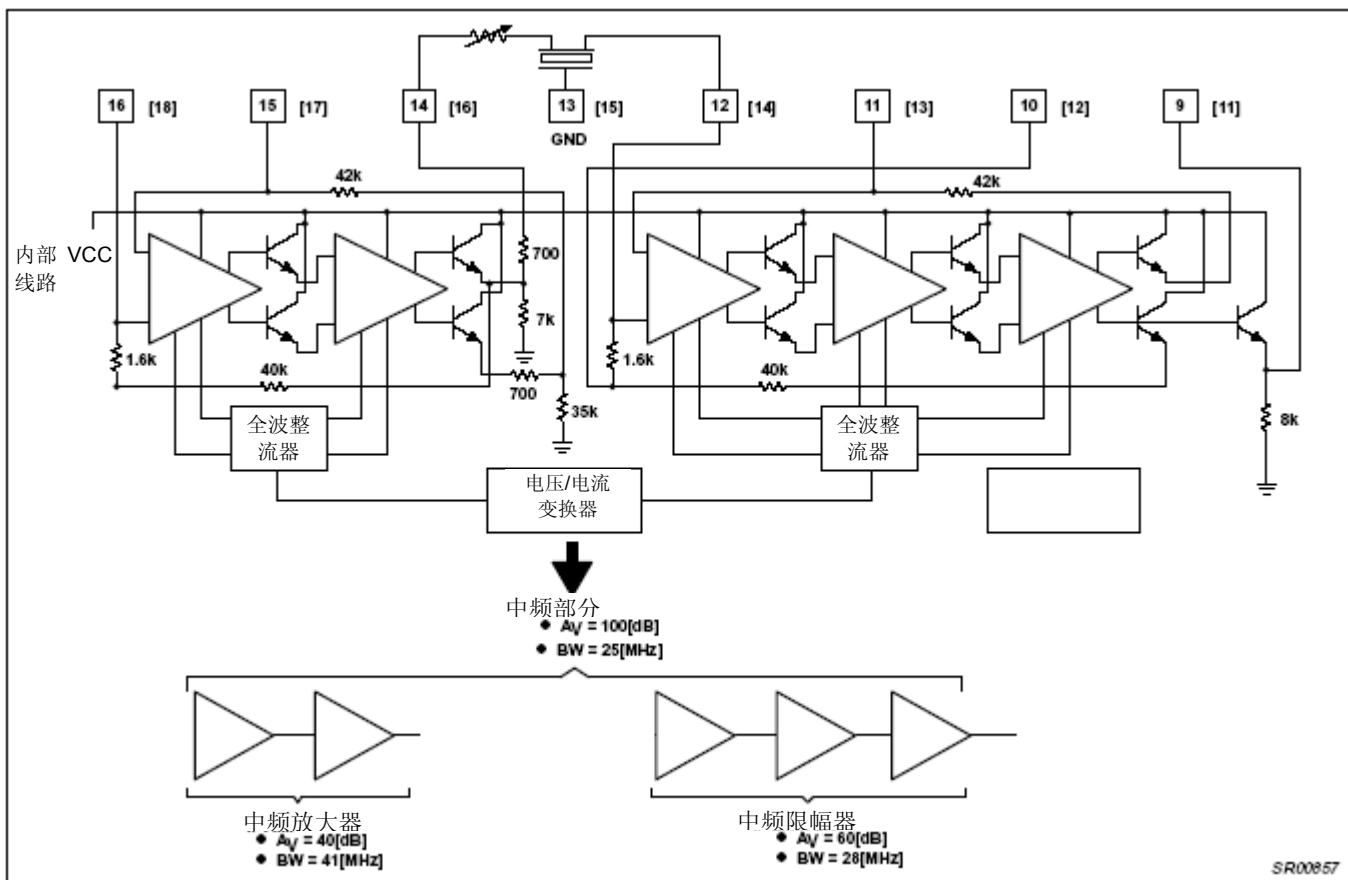 16 [18] 15 [17] 14 [16] 13 [15] 12 [14] 11 [13] 10 [12] 9 [11]
GND
42k 42k
内部 VCC
线路
700
7k
1.6k 40k 700 1.6k 40k
35k 8k
全波整
流器
全波整
流器
电压/电流
变换器
中频部分
● AV = 100[dB]
● BW = 25[MHz]
中频放大器
● AV = 40[dB]
● BW = 41[MHz]
中频限幅器
● AV = 60[dB]
● BW = 28[MHz]
SR00857